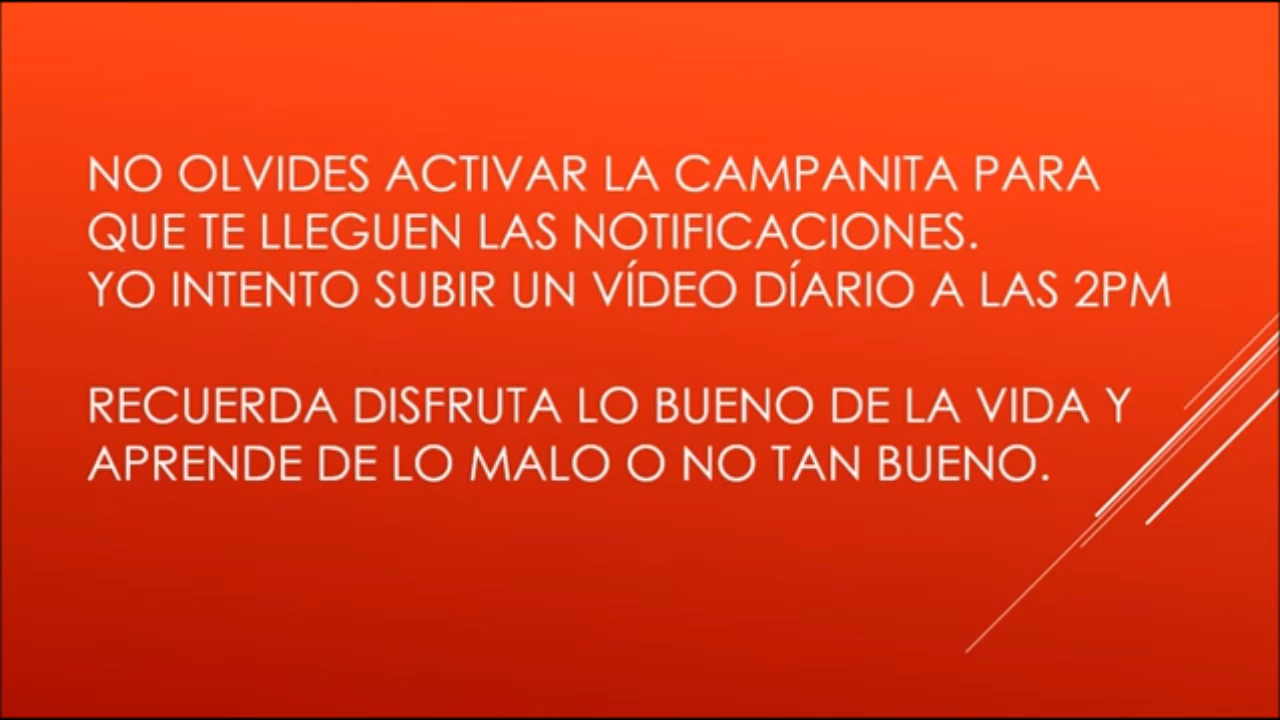 NO OLVIDES ACTIVAR LA CAMPANITA PARA
QUE TE LLEGUEN LAS NOTIFICACIONES.
YO INTENTO SUBIR UN VÍDEO DÍARIO A LAS 2PM
RECUERDA DISFRUTA LO BUENO DE LA VIDA Y
APRENDE DE LO MALO O NO TAN BUENO.